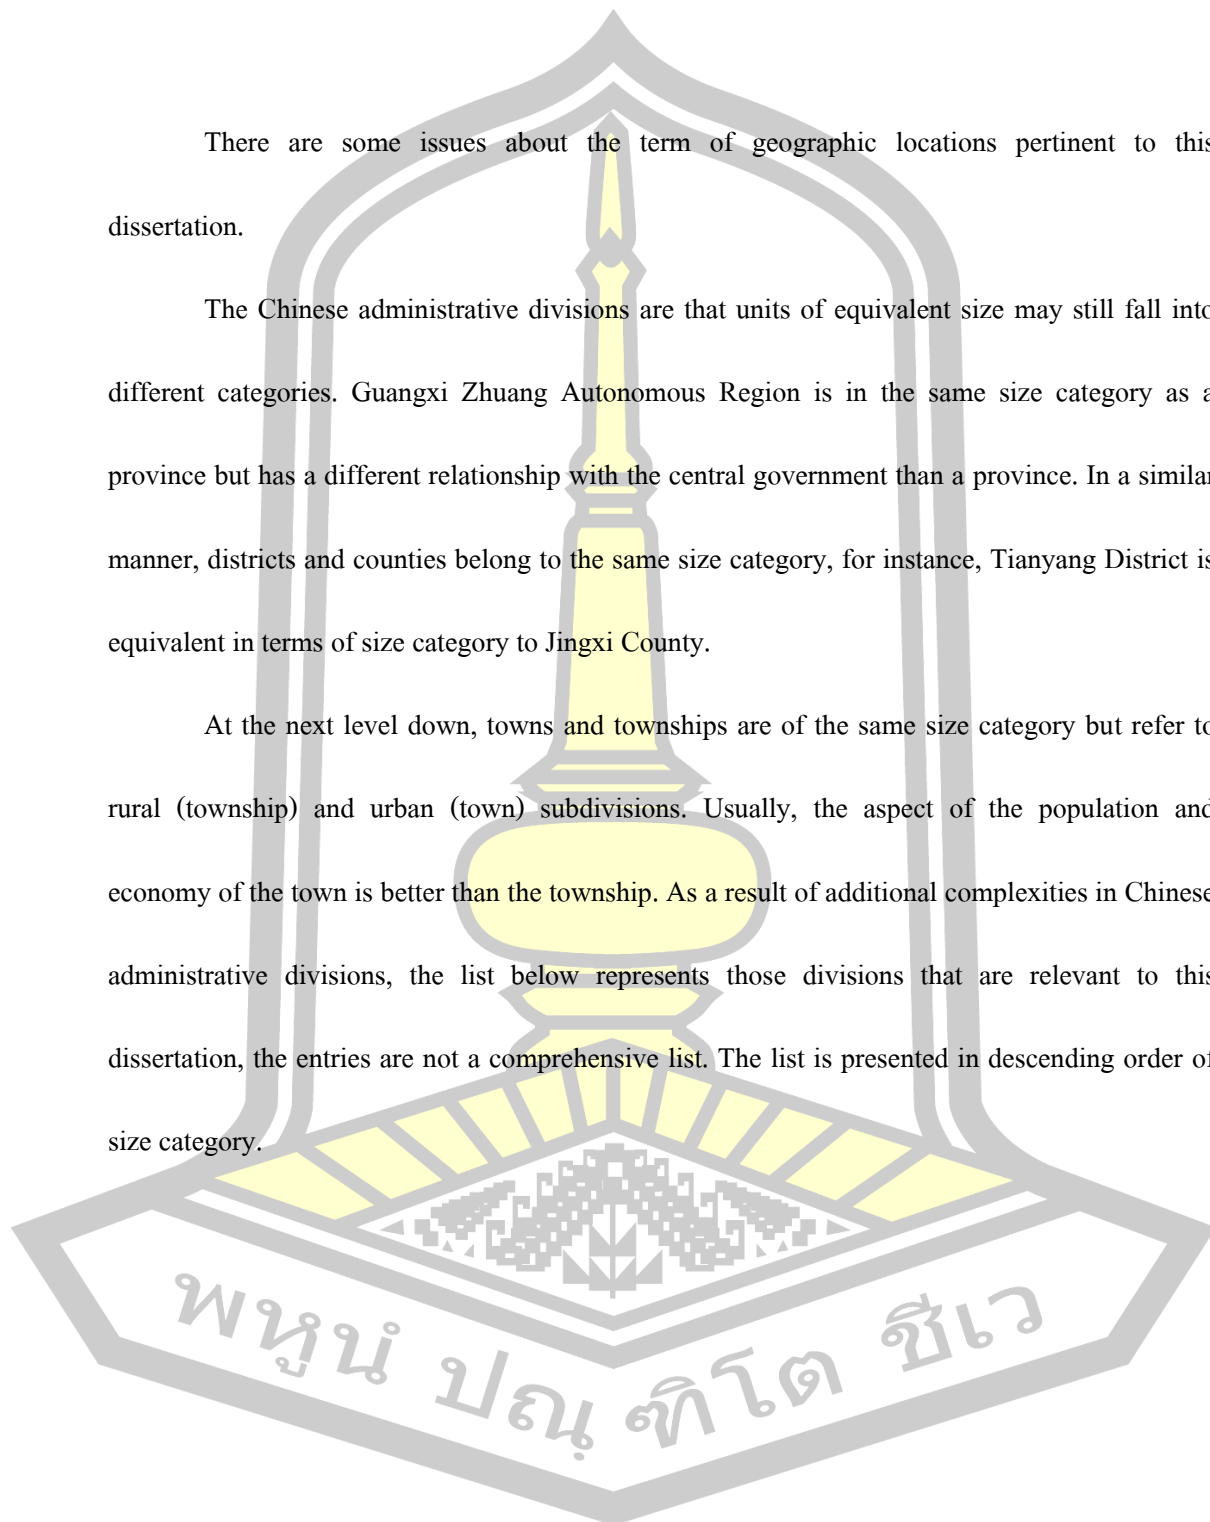 There are some issues about the term of geographic locations pertinent to this
dissertation.
The Chinese administrative divisions are that units of equivalent size may still fall into
different categories. Guangxi Zhuang Autonomous Region is in the same size category as a
province but has a different relationship with the central government than a province. In a similar
manner, districts and counties belong to the same size category, for instance, Tianyang District is
equivalent in terms of size category to Jingxi County.
At the next level down, towns and townships are of the same size category but refer to
rural (township) and urban (town) subdivisions. Usually, the aspect of the population and
economy of the town is better than the township. As a result of additional complexities in Chinese
administrative divisions, the list below represents those divisions that are relevant to this
dissertation, the entries are not a comprehensive list. The list is presented in descending order of
size category.
พหูนํ ปณฺฑิโต ชีเว